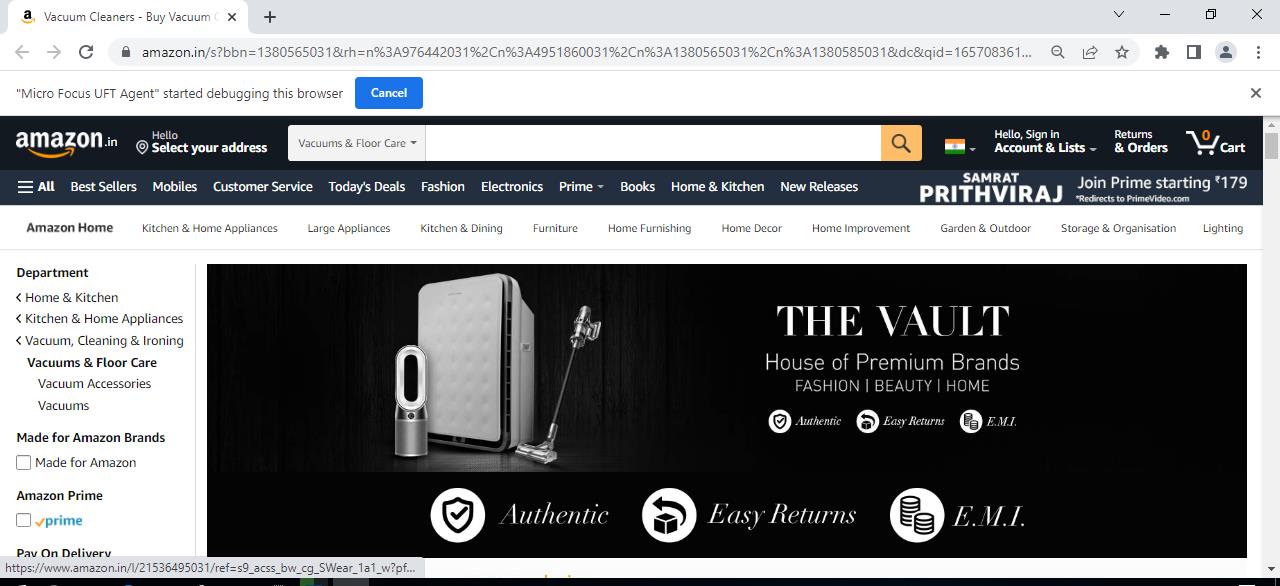 Vacuum Cleaners - Buy Vacuum C
amazon.in/s?bbn=1380565031&rh=n%3A976442031%2Cn%3A4951860031%2Cn%3A1380565031%2Cn%3A1380585031&dc&qid=165708361...
"Micro Focus UFT Agent" started debugging this browser
Cancel
amazon.in
Hello
Select your address
Vacuums & Floor Care
Hello, Sign in
Account & Lists
Returns
& Orders
0
Cart
All Best Sellers Mobiles Customer Service Today's Deals Fashion Electronics Prime Books Home & Kitchen New Releases
SAMRAT
PRITHVIRAJ
Join Prime starting ₹179
*Redirects to PrimeVideo.com
Amazon Home Kitchen & Home Appliances Large Appliances Kitchen & Dining Furniture Home Furnishing Home Decor Home Improvement Garden & Outdoor Storage & Organisation Lighting
Department
Home & Kitchen
Kitchen & Home Appliances
Vacuum, Cleaning & Ironing
Vacuums & Floor Care
Vacuum Accessories
Vacuums
Made for Amazon Brands
Made for Amazon
Amazon Prime
prime
Pay On Delivery
THE VAULT
House of Premium Brands
FASHION | BEAUTY | HOME
Authentic Easy Returns E.M.I.
Authentic Easy Returns E.M.I.
https://www.amazon.in/l/21536495031/ref=s9_acss_bw_cg_SWear_1a1_w?pf...